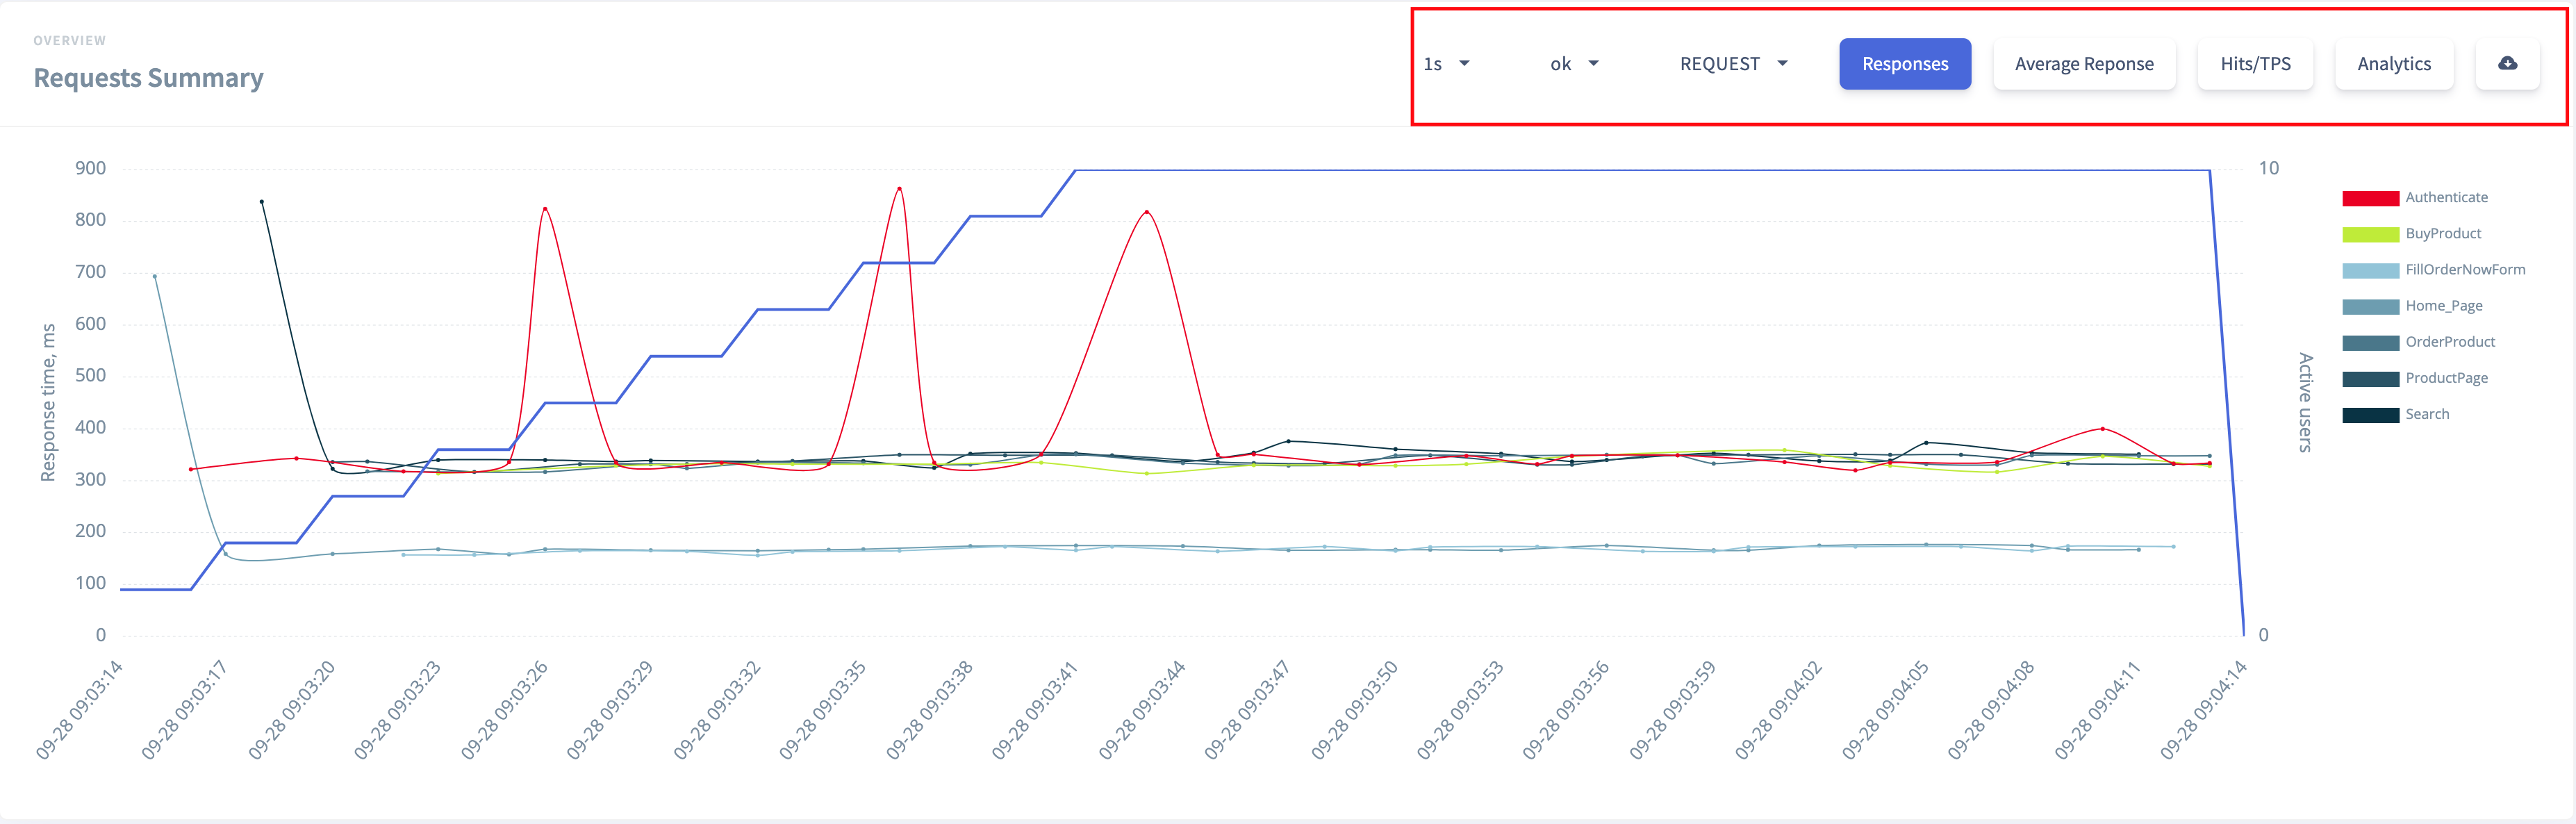 OVERVIEW
Requests Summary
1s ok REQUEST Responses Average Reponse Hits/TPS Analytics
900
800
700
600
500
400
300
200
100
0
Response time, ms
10
0
Active users
Authenticate
BuyProduct
FillOrderNowForm
Home_Page
OrderProduct
ProductPage
Search
09-28 09:03:14
09-28 09:03:17
09-28 09:03:20
09-28 09:03:23
09-28 09:03:26
09-28 09:03:29
09-28 09:03:32
09-28 09:03:35
09-28 09:03:38
09-28 09:03:41
09-28 09:03:44
09-28 09:03:47
09-28 09:03:50
09-28 09:03:53
09-28 09:03:56
09-28 09:03:59
09-28 09:04:02
09-28 09:04:05
09-28 09:04:08
09-28 09:04:11
09-28 09:04:14